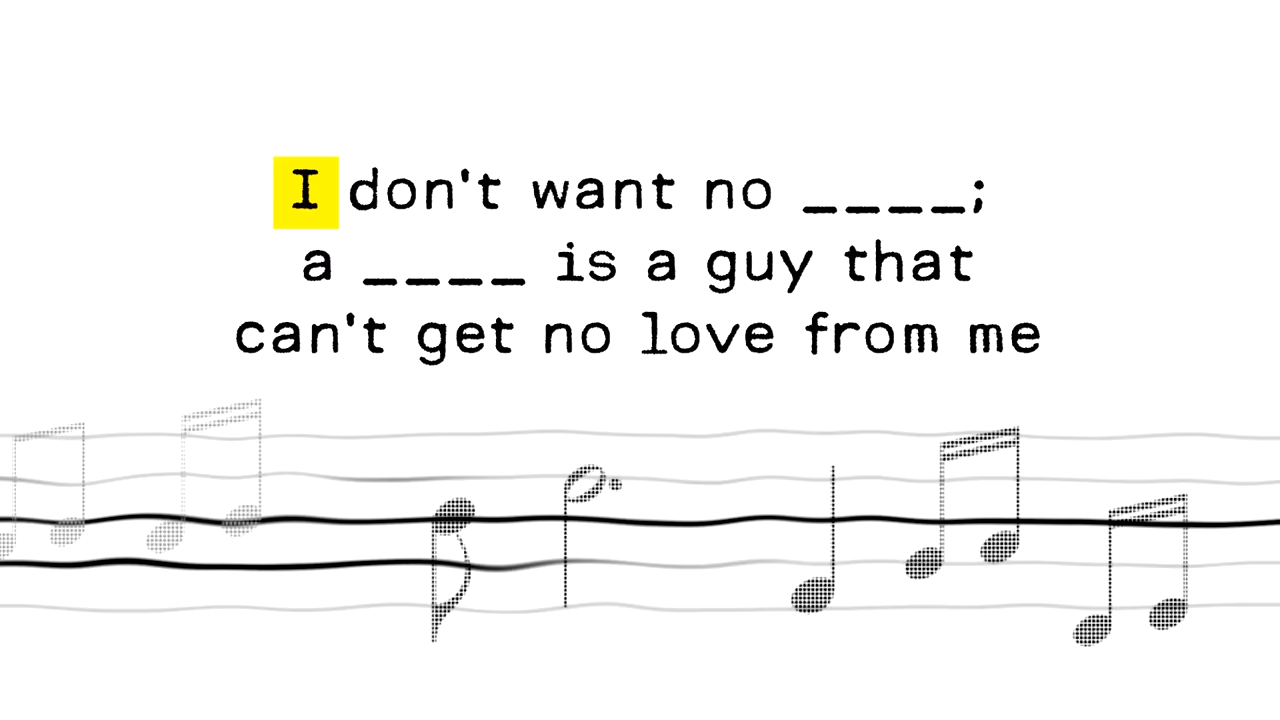 I don't want no ____;
a ____ is a guy that
can't get no love from me